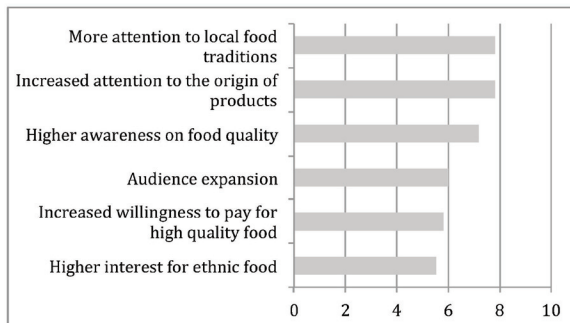 More attention to local food
traditions
Increased attention to the origin of
products
Higher awareness on food quality
Audience expansion
Increased willingness to pay for
high quality food
Higher interest for ethnic food
0 2 4 6 8 10